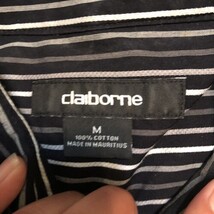 claiborne
M
100% COTTON
MADE IN MAURITIUS